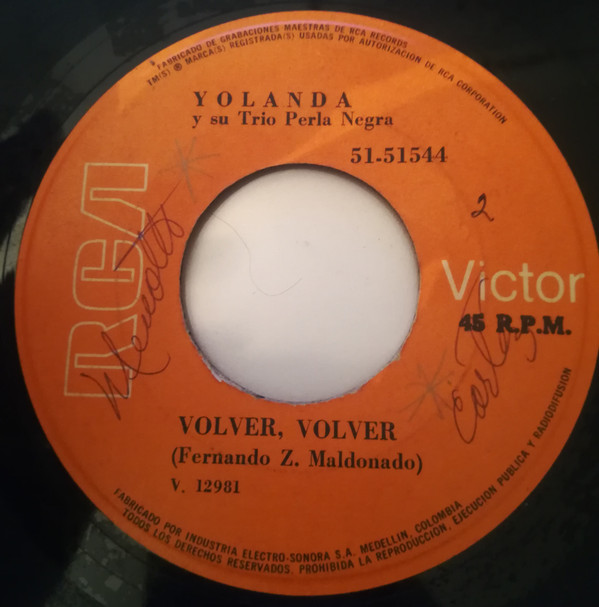 FABRICADO DE GRABACIONES MAESTRAS DE RCA RECORDS
TM(S) ® MARCA(S) REGISTRADA(S) USADAS POR AUTORIZACION DE RCA CORPORATION
YOLANDA
y su Trio Perla Negra
51-51544
RCA
2
Victor
45 R.P.M.
Carlos
VOLVER, VOLVER
(Fernando Z. Maldonado)
V. 12981
FABRICADO POR INDUSTRIA ELECTRO-SONORA S.A. MEDELLIN, COLOMBIA
TODOS LOS DERECHOS RESERVADOS. PROHIBIDA LA REPRODUCCION, EJECUCION PUBLICA Y RADIODIFUSION